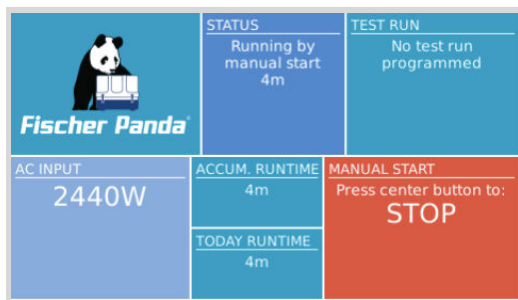 Fischer Panda
STATUS
Running by
manual start
4m
TEST RUN
No test run
programmed
AC INPUT
2440W
ACCUM. RUNTIME
4m
TODAY RUNTIME
4m
MANUAL START
Press center button to:
STOP